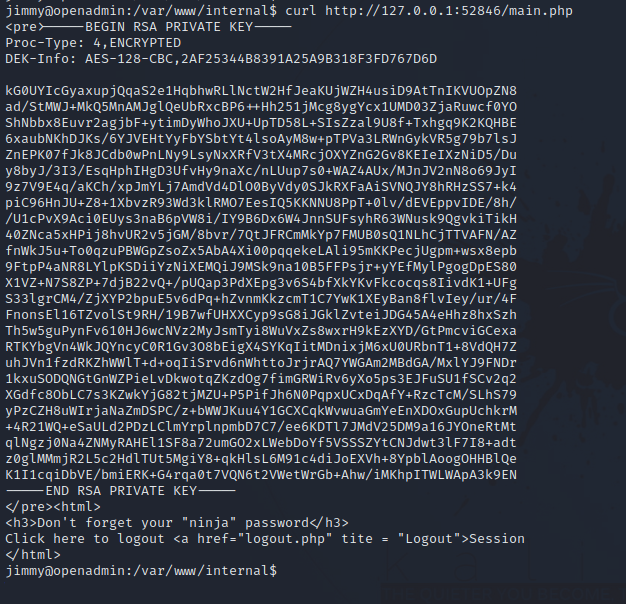 jimmy@openadmin:/var/www/internal$ curl http://127.0.0.1:52846/main.php
<pre>-----BEGIN RSA PRIVATE KEY-----
Proc-Type: 4,ENCRYPTED
DEK-Info: AES-128-CBC,2AF25344B8391A25A9B318F3FD767D6D

kG0UYIcGyaxupjQqaS2e1HqbhwRLlNctW2HfJeaKUjWZH4usiD9AtTnIKVUOpZN8
ad/StMWJ+MkQ5MnAMJglQeUbRxcBP6++Hh251jMcg8ygYcx1UMD03ZjaRuwcf0YO
ShNbbx8Euvr2agjbF+ytimDyWhoJXU+UpTD58L+SIsZzal9U8f+Txhgq9K2KQHBE
6xaubNKhDJKs/6YJVEHtYyFbYSbtYt4lsoAyM8w+pTPVa3LRWnGykVR5g79b7lsJ
ZnEPK07fJk8JCdb0wPnLNy9LsyNxXRfV3tX4MRcjOXYZnG2Gv8KEIeIXzNiD5/Du
y8byJ/3I3/EsqHphIHgD3UfvHy9naXc/nLUup7s0+WAZ4AUx/MJnJV2nN8o69JyI
9z7V9E4q/aKCh/xpJmYLj7AmdVd4DlO0ByVdy0SJkRXFaAiSVNQJY8hRHzSS7+k4
piC96HnJU+Z8+1XbvzR93Wd3klRMO7EesIQ5KKNNU8PpT+0lv/dEVEppvIDE/8h/
/U1cPvX9Aci0EUys3naB6pVW8i/IY9B6Dx6W4JnnSUFsyhR63WNusk9QgvkiTikH
40ZNca5xHPij8hvUR2v5jGM/8bvr/7QtJFRCmMkYp7FMUB0sQ1NLhCjTTVAFN/AZ
fnWkJ5u+To0qzuPBWGpZsoZx5AbA4Xi00pqqekeLAli95mKKPecjUgpm+wsx8epb
9FtpP4aNR8LYlpKSDiiYzNiXEMQiJ9MSk9na10B5FFPsjr+yYEfMylPgogDpES80
X1VZ+N7S8ZP+7djB22vQ+/pUQap3PdXEpg3v6S4bfXkYKvFkcocqs8IivdK1+UFg
S33lgrCM4/ZjXYP2bpuE5v6dPq+hZvnmKkzcmT1C7YwK1XEyBan8flvIey/ur/4F
FnonsEl16TZvolSt9RH/19B7wfUHXXCyp9sG8iJGklZvteiJDG45A4eHhz8hxSzh
Th5w5guPynFv610HJ6wcNVz2MyJsmTyi8WuVxZs8wxrH9kEzXYD/GtPmcviGCexa
RTKYbgVn4WkJQYncyC0R1Gv3O8bEigX4SYKqIitMDnixjM6xU0URbnT1+8VdQH7Z
uhJVn1fzdRKZhWWlT+d+oqIiSrvd6nWhttoJrjrAQ7YWGAm2MBdGA/MxlYJ9FNDr
1kxuSODQNGtGnWZPieLvDkwotqZKzdOg7fimGRWiRv6yXo5ps3EJFuSU1fSCv2q2
XGdfc8ObLC7s3KZwkYjG82tjMZU+P5PifJh6N0PqpxUCxDqAfY+RzcTcM/SLhS79
yPzCZH8uWIrjaNaZmDSPC/z+bWWJKuu4Y1GCXCqkWvwuaGmYeEnXDOxGupUchkrM
+4R21WQ+eSaULd2PDzLClmYrplnpmbD7C7/ee6KDTl7JMdV25DM9a16JYOneRtMt
qlNgzj0Na4ZNMyRAHEl1SF8a72umGO2xLWebDoYf5VSSSZYtCNJdwt3lF7I8+adt
z0glMMmjR2L5c2HdlTUt5MgiY8+qkHlsL6M91c4diJoEXVh+8YpblAoogOHHBlQe
K1I1cqiDbVE/bmiERK+G4rqa0t7VQN6t2VWetWrGb+Ahw/iMKhpITWLWApA3k9EN
-----END RSA PRIVATE KEY-----
</pre><html>
<h3>Don't forget your "ninja" password</h3>
Click here to logout <a href="logout.php" tite = "Logout">Session
</html>
jimmy@openadmin:/var/www/internal$